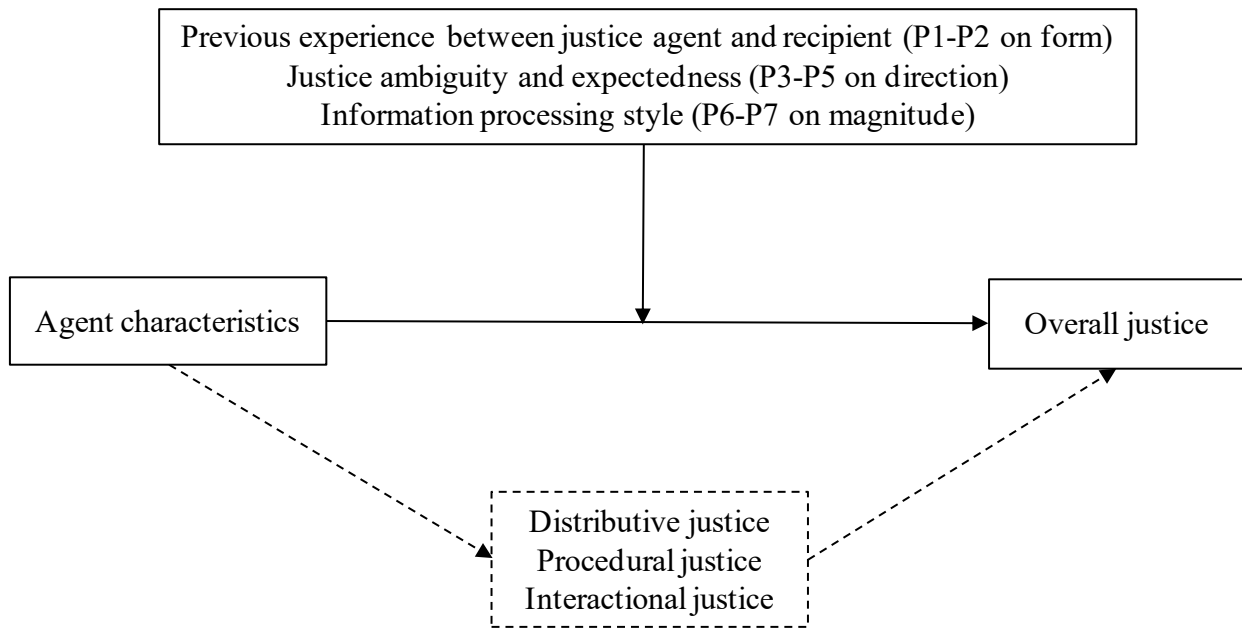 Previous experience between justice agent and recipient (P1-P2 on form)
Justice ambiguity and expectedness (P3-P5 on direction)
Information processing style (P6-P7 on magnitude)
Agent characteristics
Overall justice
Distributive justice
Procedural justice
Interactional justice